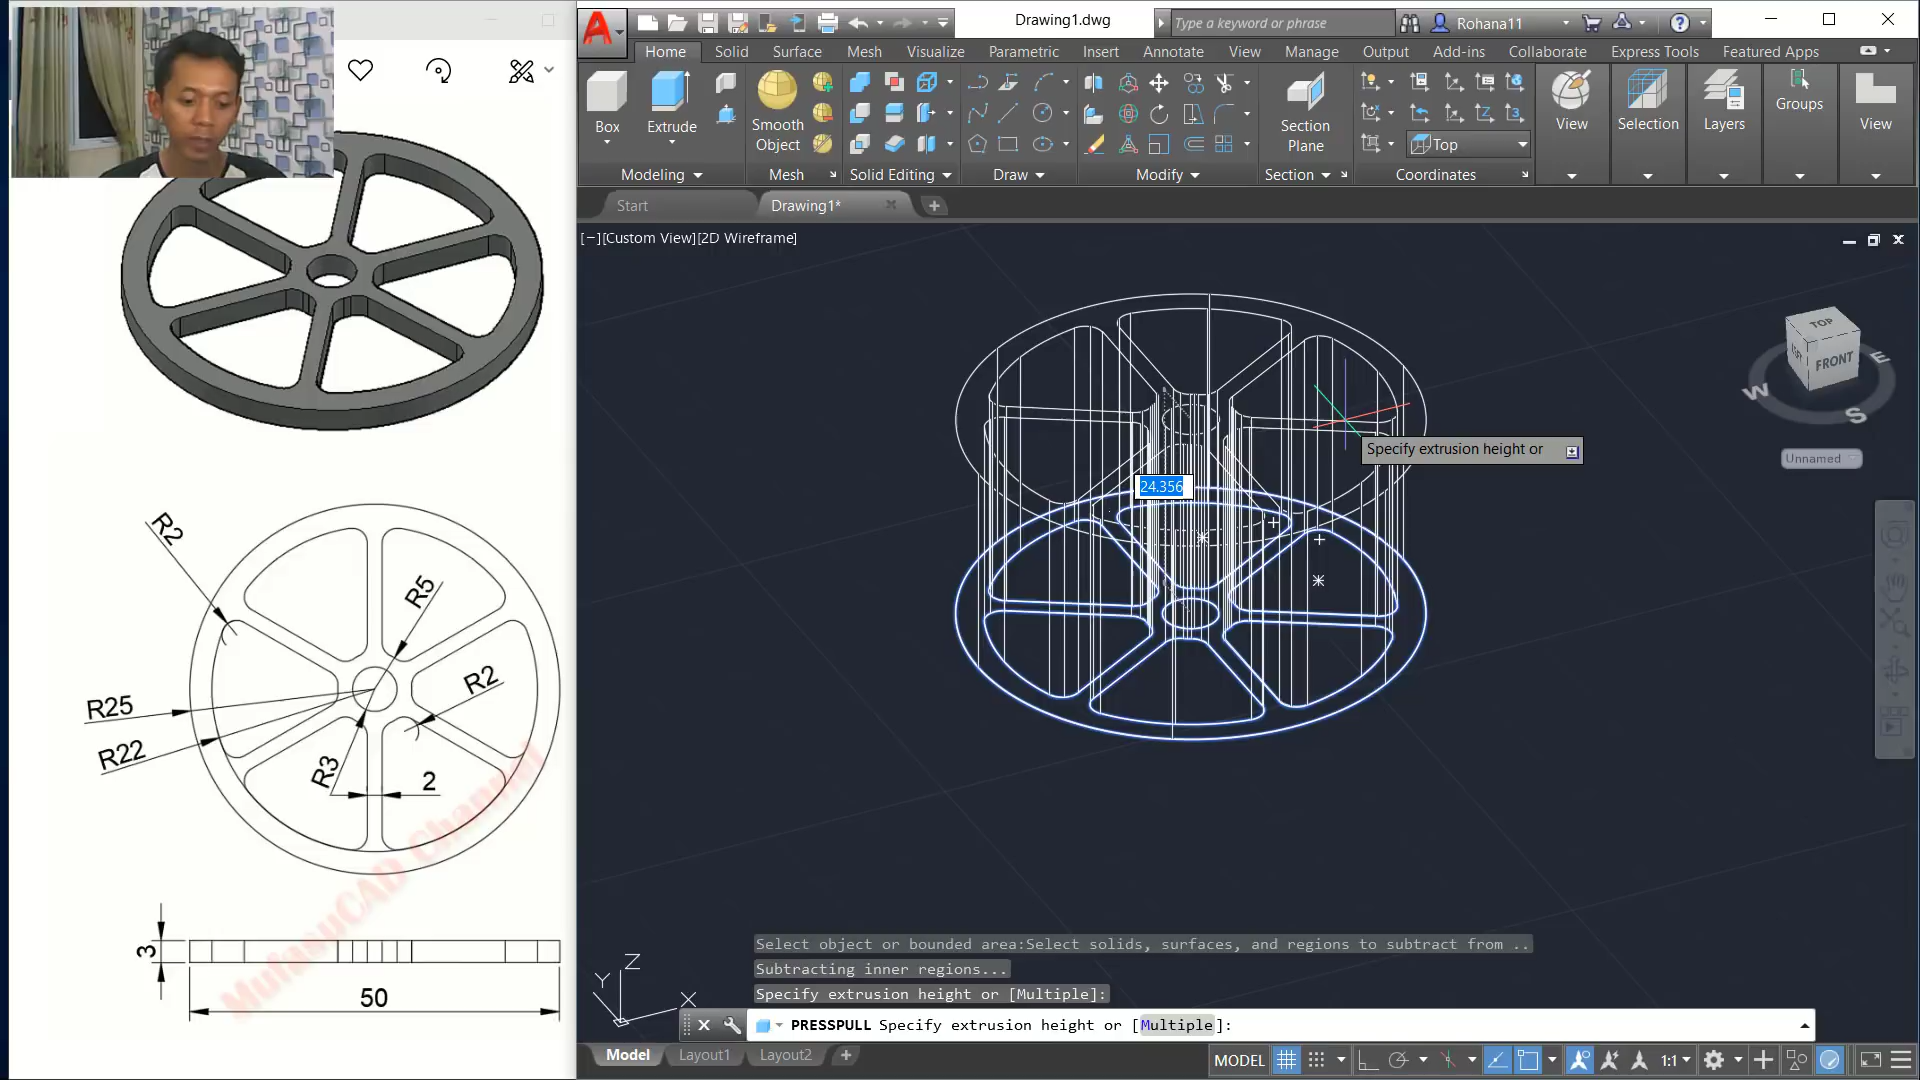 Drawing1.dwg
Type a keyword or phrase
Rohana11
Home
Solid
Surface
Mesh
Visualize
Parametric
Insert
Annotate
View
Manage
Output
Add-ins
Collaborate
Express Tools
Featured Apps
Box
Extrude
Smooth
Object
Section
Plane
Top
View
Selection
Layers
Groups
View
Modeling
Mesh
Solid Editing
Draw
Modify
Section
Coordinates
Start
Drawing1*
[−][Custom View][2D Wireframe]
TOP
LEFT
FRONT
W
E
S
Unnamed
Specify extrusion height or
24.356
R2
R5
R2
R25
R22
R3
2
3
50
MufasuCAD Channel
Z
Y
X
Select object or bounded area:Select solids, surfaces, and regions to subtract from ..
Subtracting inner regions...
Specify extrusion height or [Multiple]:
PRESSPULL Specify extrusion height or [Multiple]:
Model
Layout1
Layout2
MODEL
1:1